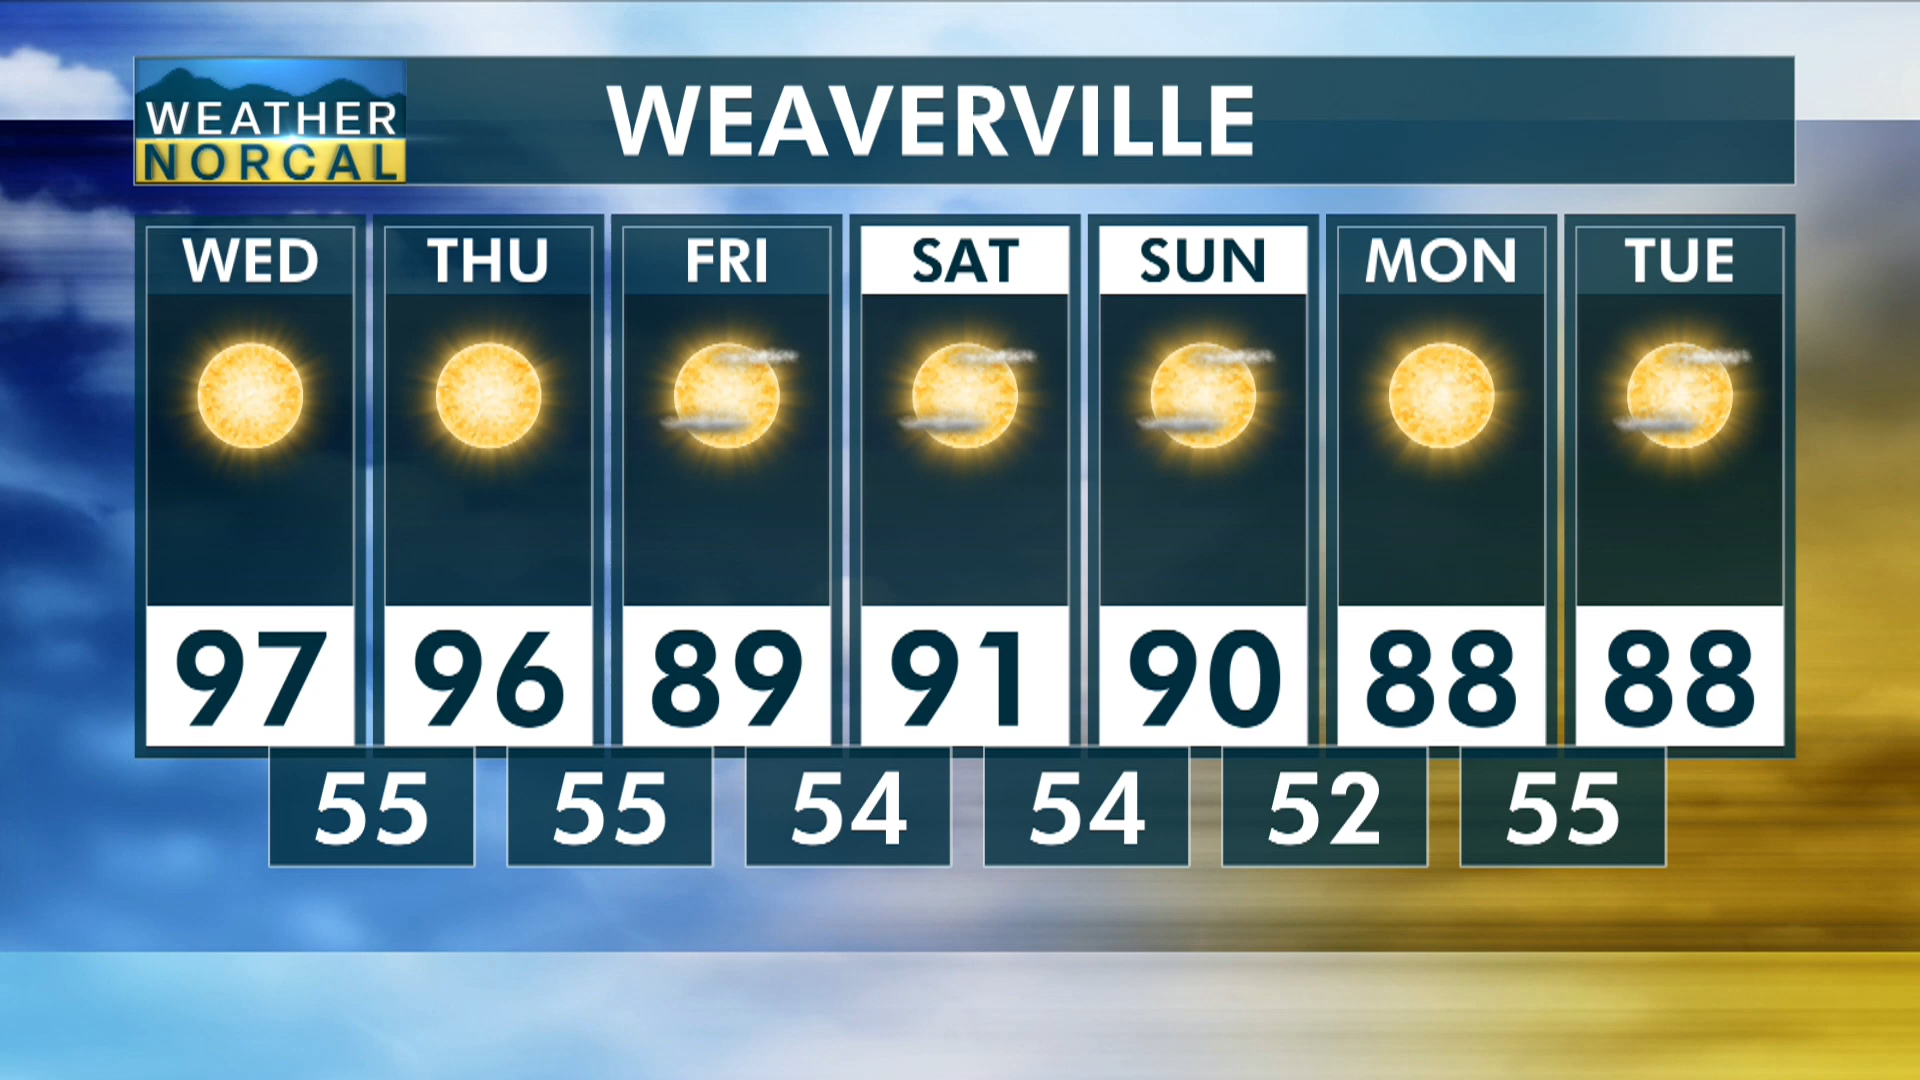 WEATHER
NORCAL
WEAVERVILLE
WED THU FRI SAT SUN MON TUE
97 96 89 91 90 88 88
55 55 54 54 52 55